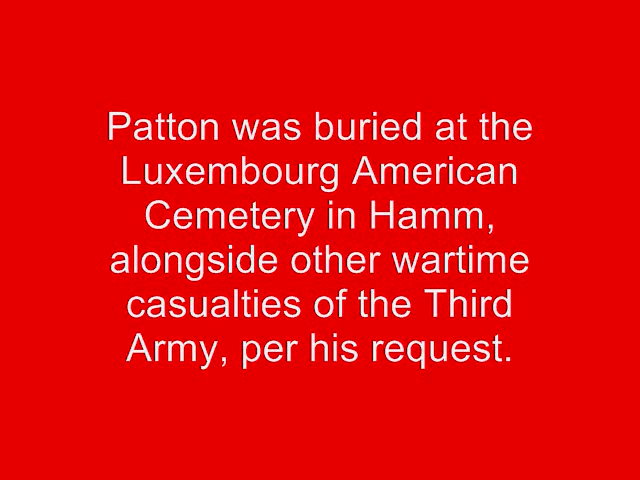 Patton was buried at the
Luxembourg American
Cemetery in Hamm,
alongside other wartime
casualties of the Third
Army, per his request.